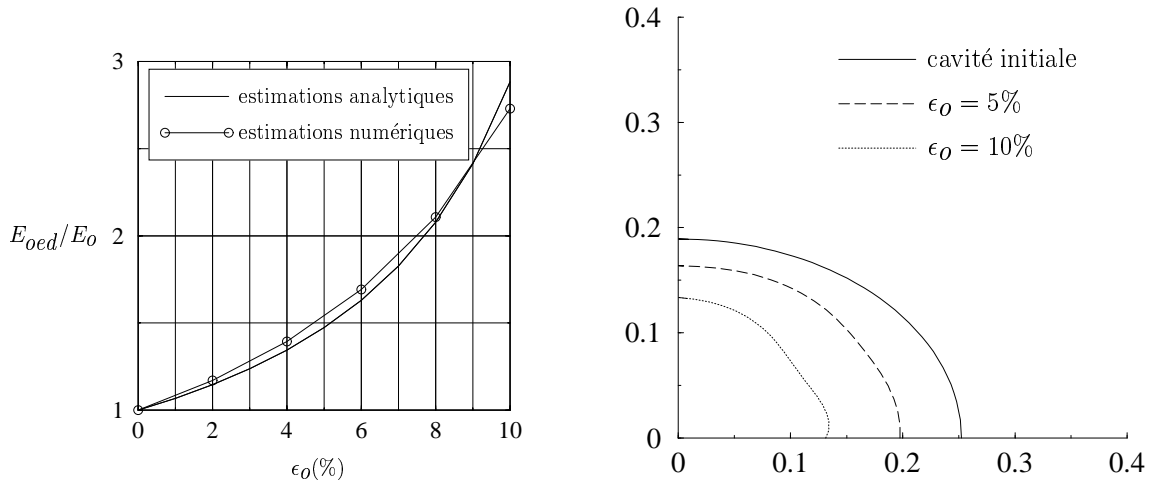 3
estimations analytiques
estimations numériques
E_oed/E_o
2
1
0 2 4 6 8 10
ϵ_o(%)
0.4
cavité initiale
ϵ_o = 5%
0.3
ϵ_o = 10%
0.2
0.1
0
0 0.1 0.2 0.3 0.4